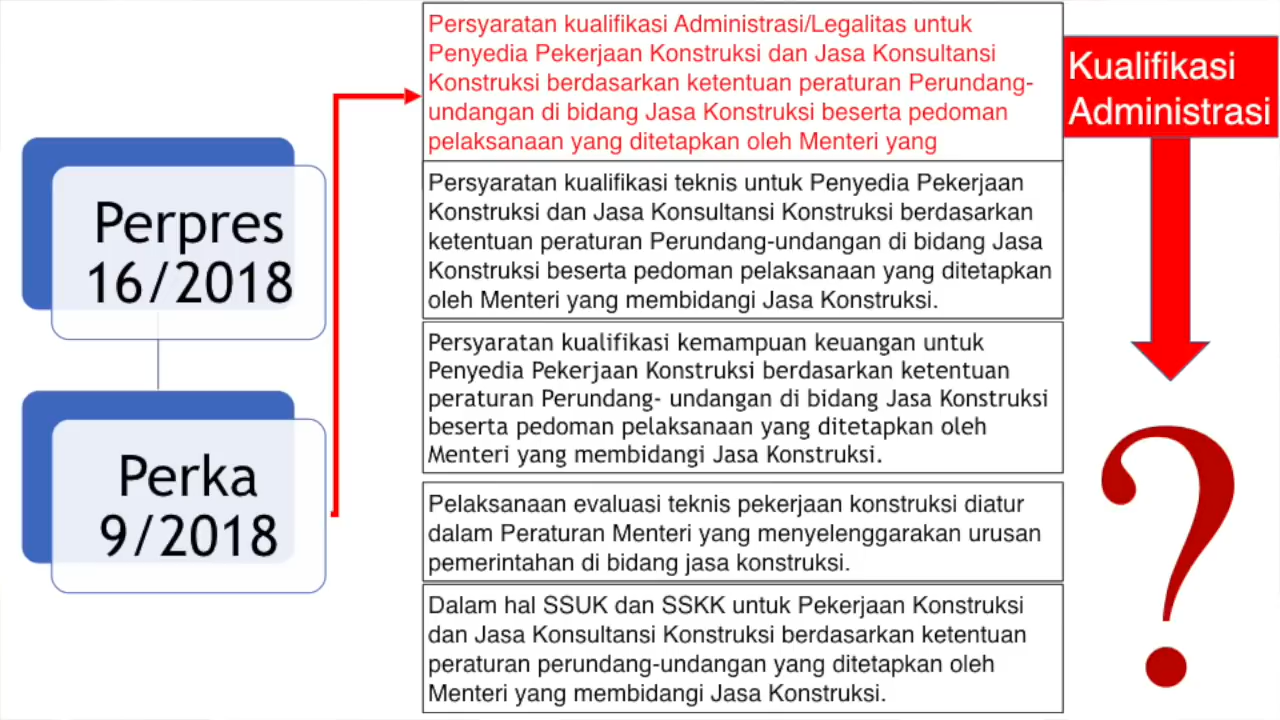 Perpres
16/2018
Perka
9/2018
Persyaratan kualifikasi Administrasi/Legalitas untuk
Penyedia Pekerjaan Konstruksi dan Jasa Konsultansi
Konstruksi berdasarkan ketentuan peraturan Perundang-
undangan di bidang Jasa Konstruksi beserta pedoman
pelaksanaan yang ditetapkan oleh Menteri yang
Persyaratan kualifikasi teknis untuk Penyedia Pekerjaan
Konstruksi dan Jasa Konsultansi Konstruksi berdasarkan
ketentuan peraturan Perundang-undangan di bidang Jasa
Konstruksi beserta pedoman pelaksanaan yang ditetapkan
oleh Menteri yang membidangi Jasa Konstruksi.
Persyaratan kualifikasi kemampuan keuangan untuk
Penyedia Pekerjaan Konstruksi berdasarkan ketentuan
peraturan Perundang- undangan di bidang Jasa Konstruksi
beserta pedoman pelaksanaan yang ditetapkan oleh
Menteri yang membidangi Jasa Konstruksi.
Pelaksanaan evaluasi teknis pekerjaan konstruksi diatur
dalam Peraturan Menteri yang menyelenggarakan urusan
pemerintahan di bidang jasa konstruksi.
Dalam hal SSUK dan SSKK untuk Pekerjaan Konstruksi
dan Jasa Konsultansi Konstruksi berdasarkan ketentuan
peraturan perundang-undangan yang ditetapkan oleh
Menteri yang membidangi Jasa Konstruksi.
Kualifikasi
Administrasi
?